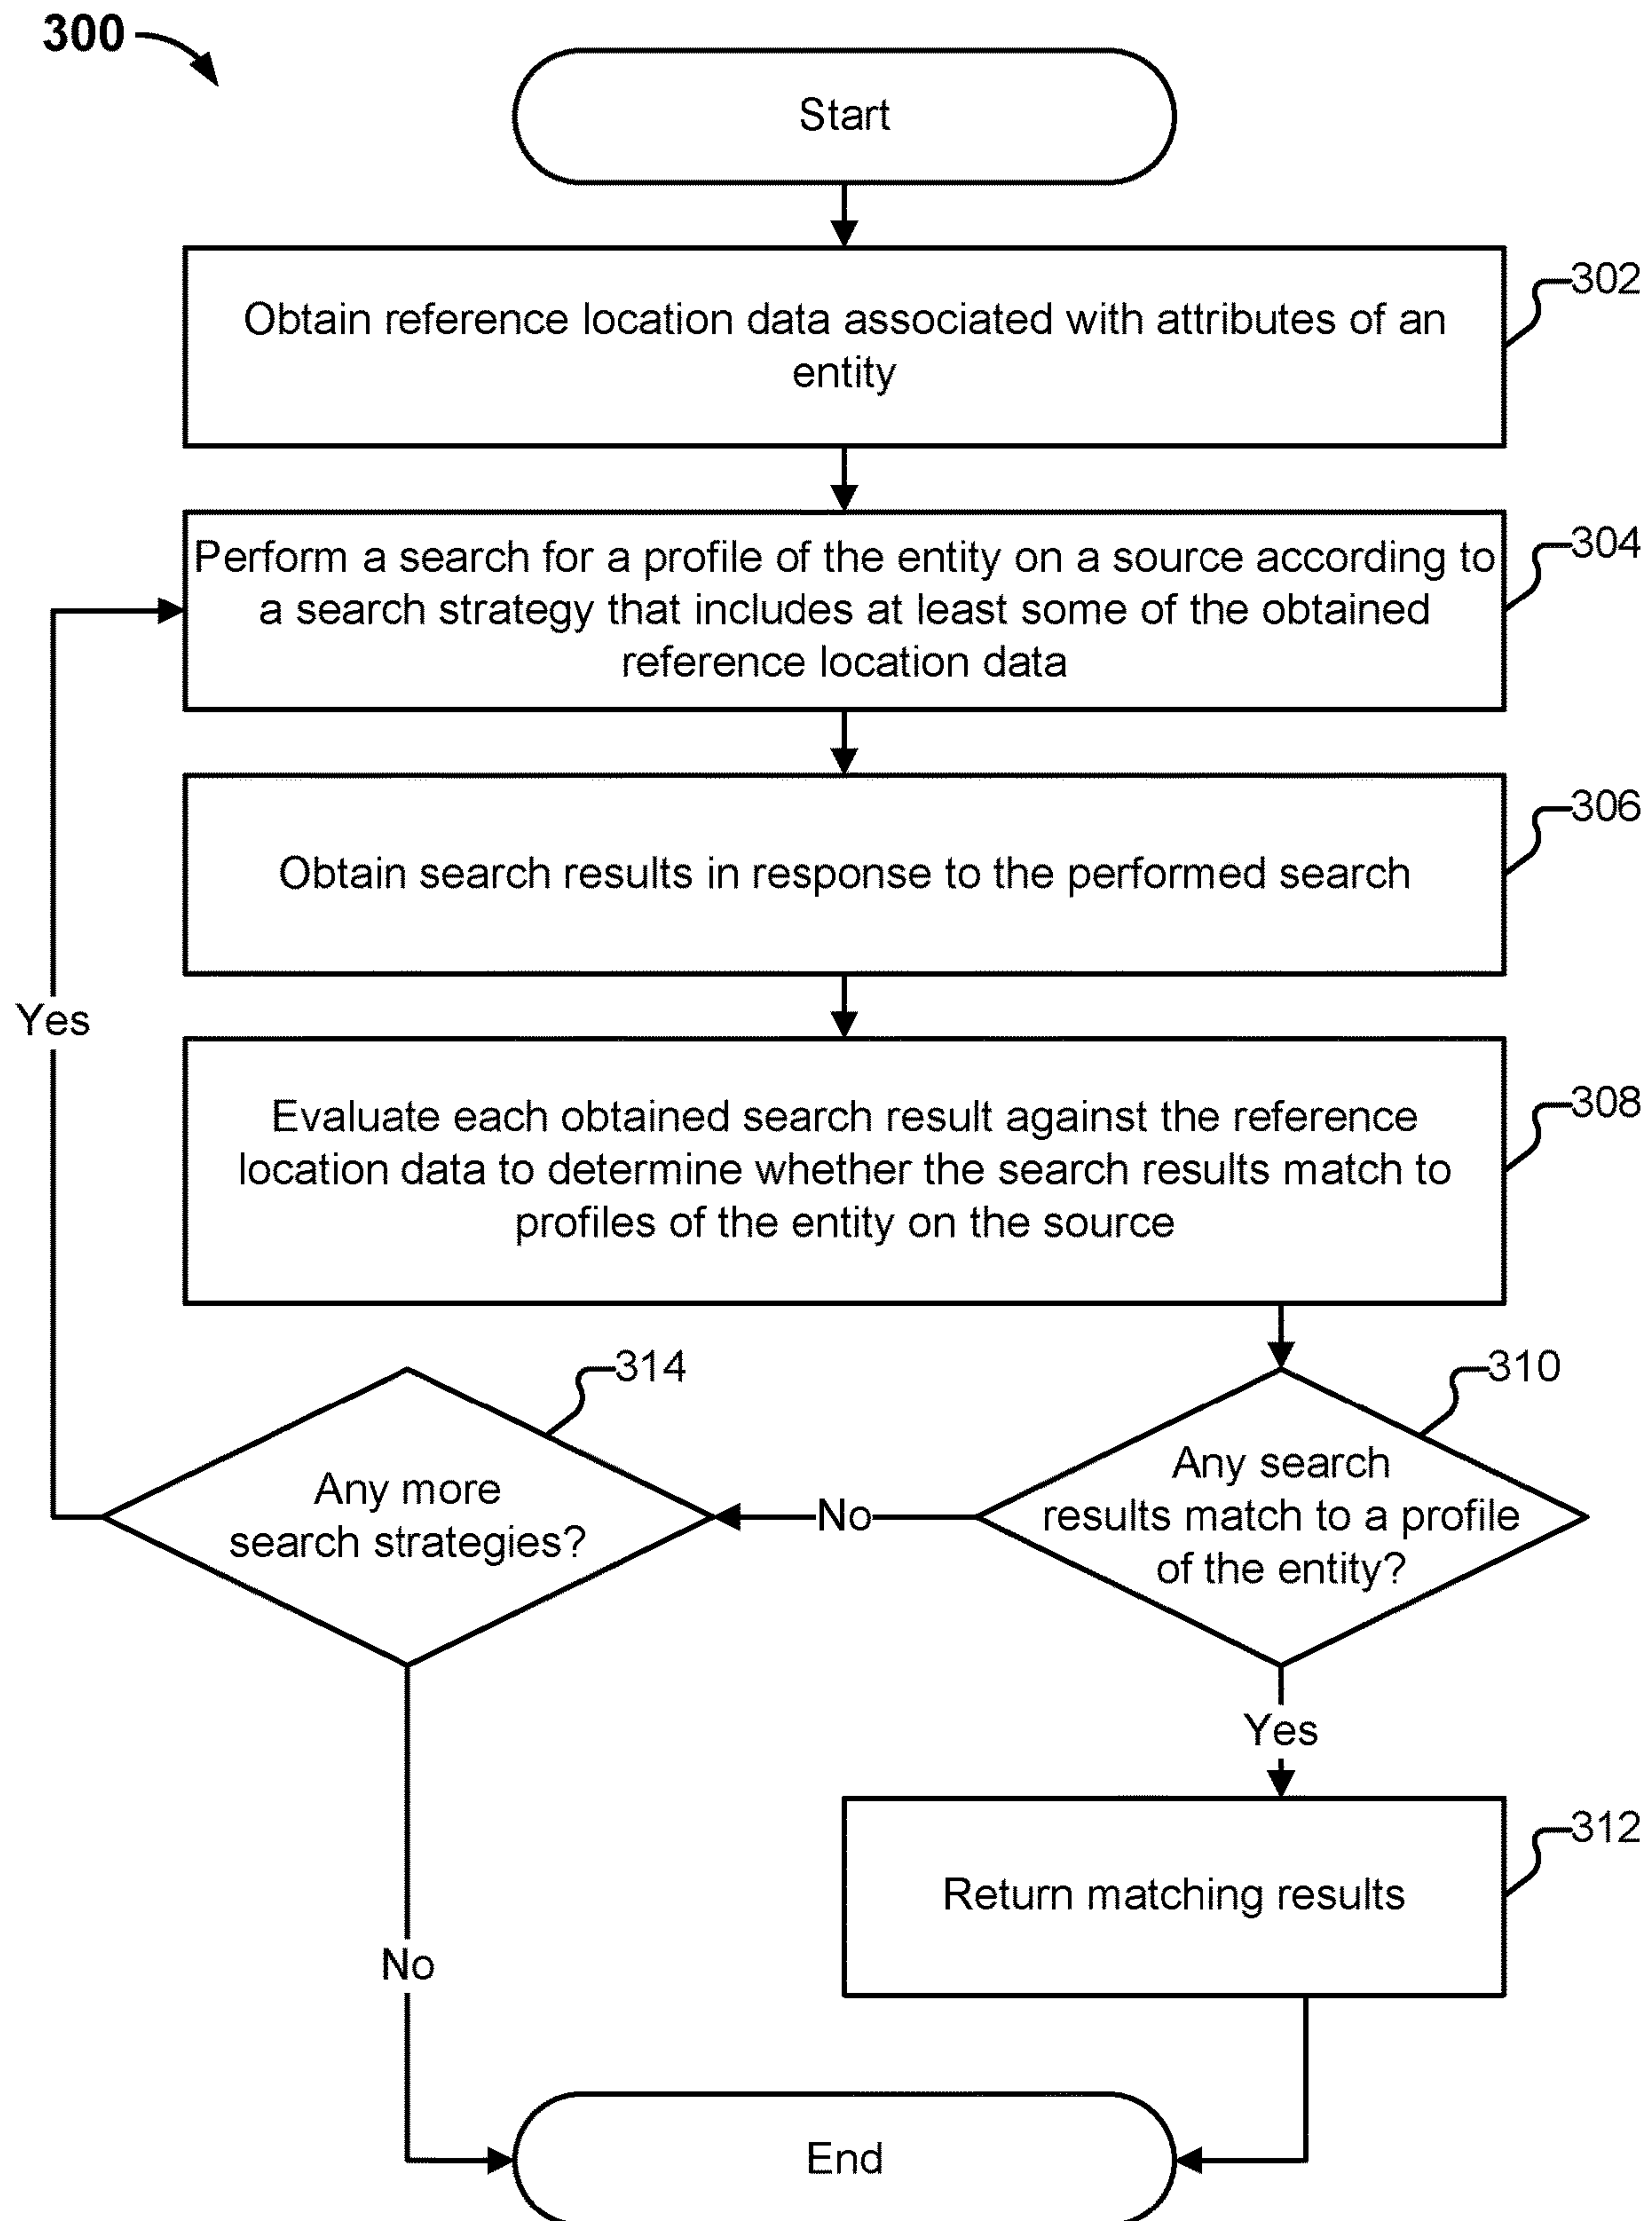 300
Start
302
Obtain reference location data associated with attributes of an
entity
304
Perform a search for a profile of the entity on a source according to
a search strategy that includes at least some of the obtained
reference location data
306
Obtain search results in response to the performed search
Yes
308
Evaluate each obtained search result against the reference
location data to determine whether the search results match to
profiles of the entity on the source
314
310
Any more
search strategies?
No
Any search
results match to a profile
of the entity?
Yes
312
Return matching results
No
End